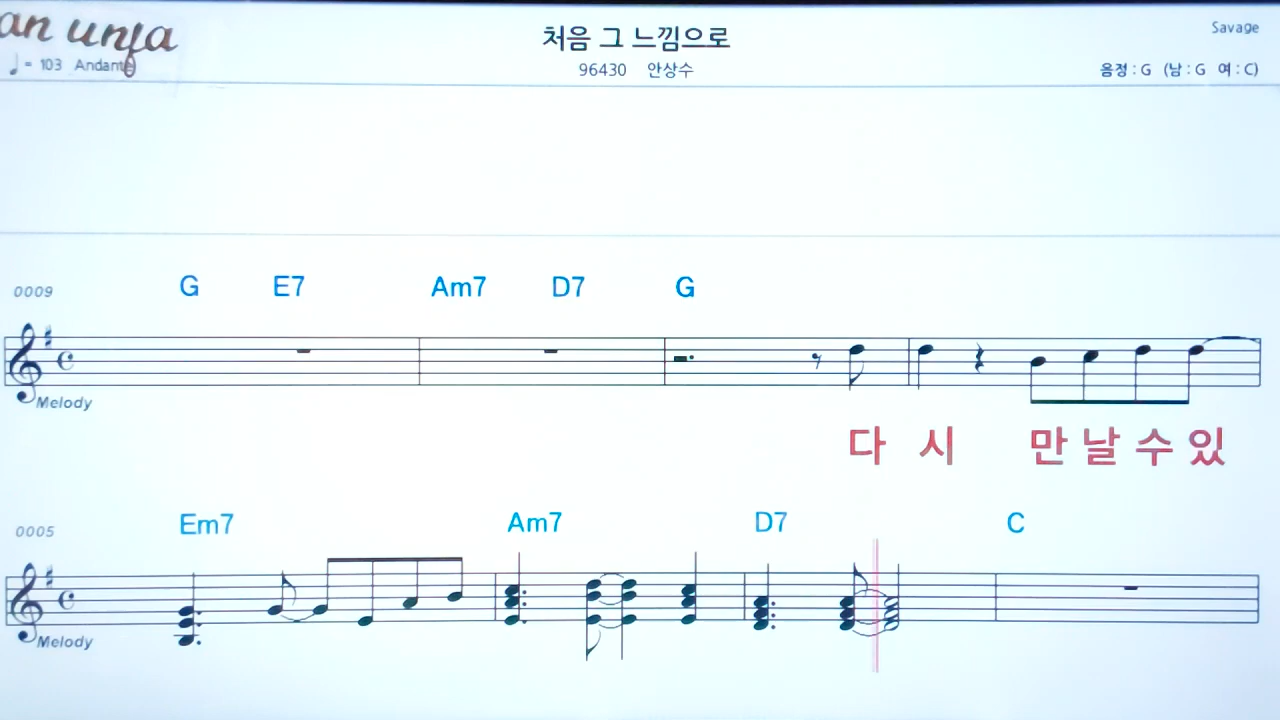 an unja
처음 그 느낌으로
Savage
♩= 103 Andante
96430 안상수
음정 : G (남 : G 여 : C)
0009
G E7 Am7 D7 G
Melody
다 시 만 날 수 있
0005
Em7 Am7 D7 C
Melody